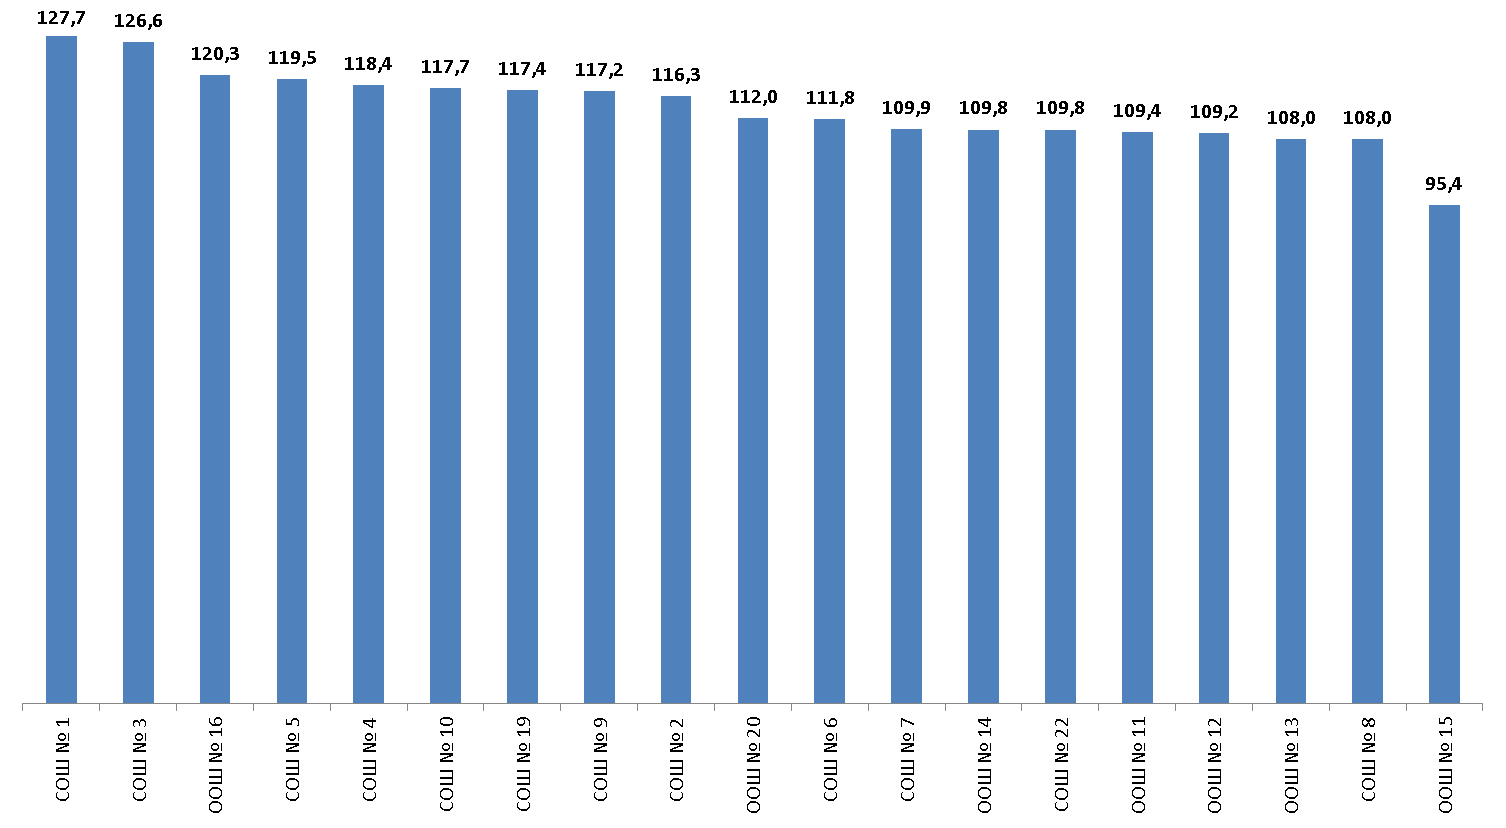 127,7
126,6
120,3
119,5
118,4
117,7
117,4
117,2
116,3
112,0
111,8
109,9
109,8
109,8
109,4
109,2
108,0
108,0
95,4
СОШ № 1
СОШ № 3
ООШ № 16
СОШ № 5
СОШ № 4
СОШ № 10
СОШ № 19
СОШ № 9
СОШ № 2
ООШ № 20
СОШ № 6
СОШ № 7
ООШ № 14
СОШ № 22
ООШ № 11
ООШ № 12
ООШ № 13
СОШ № 8
ООШ № 15